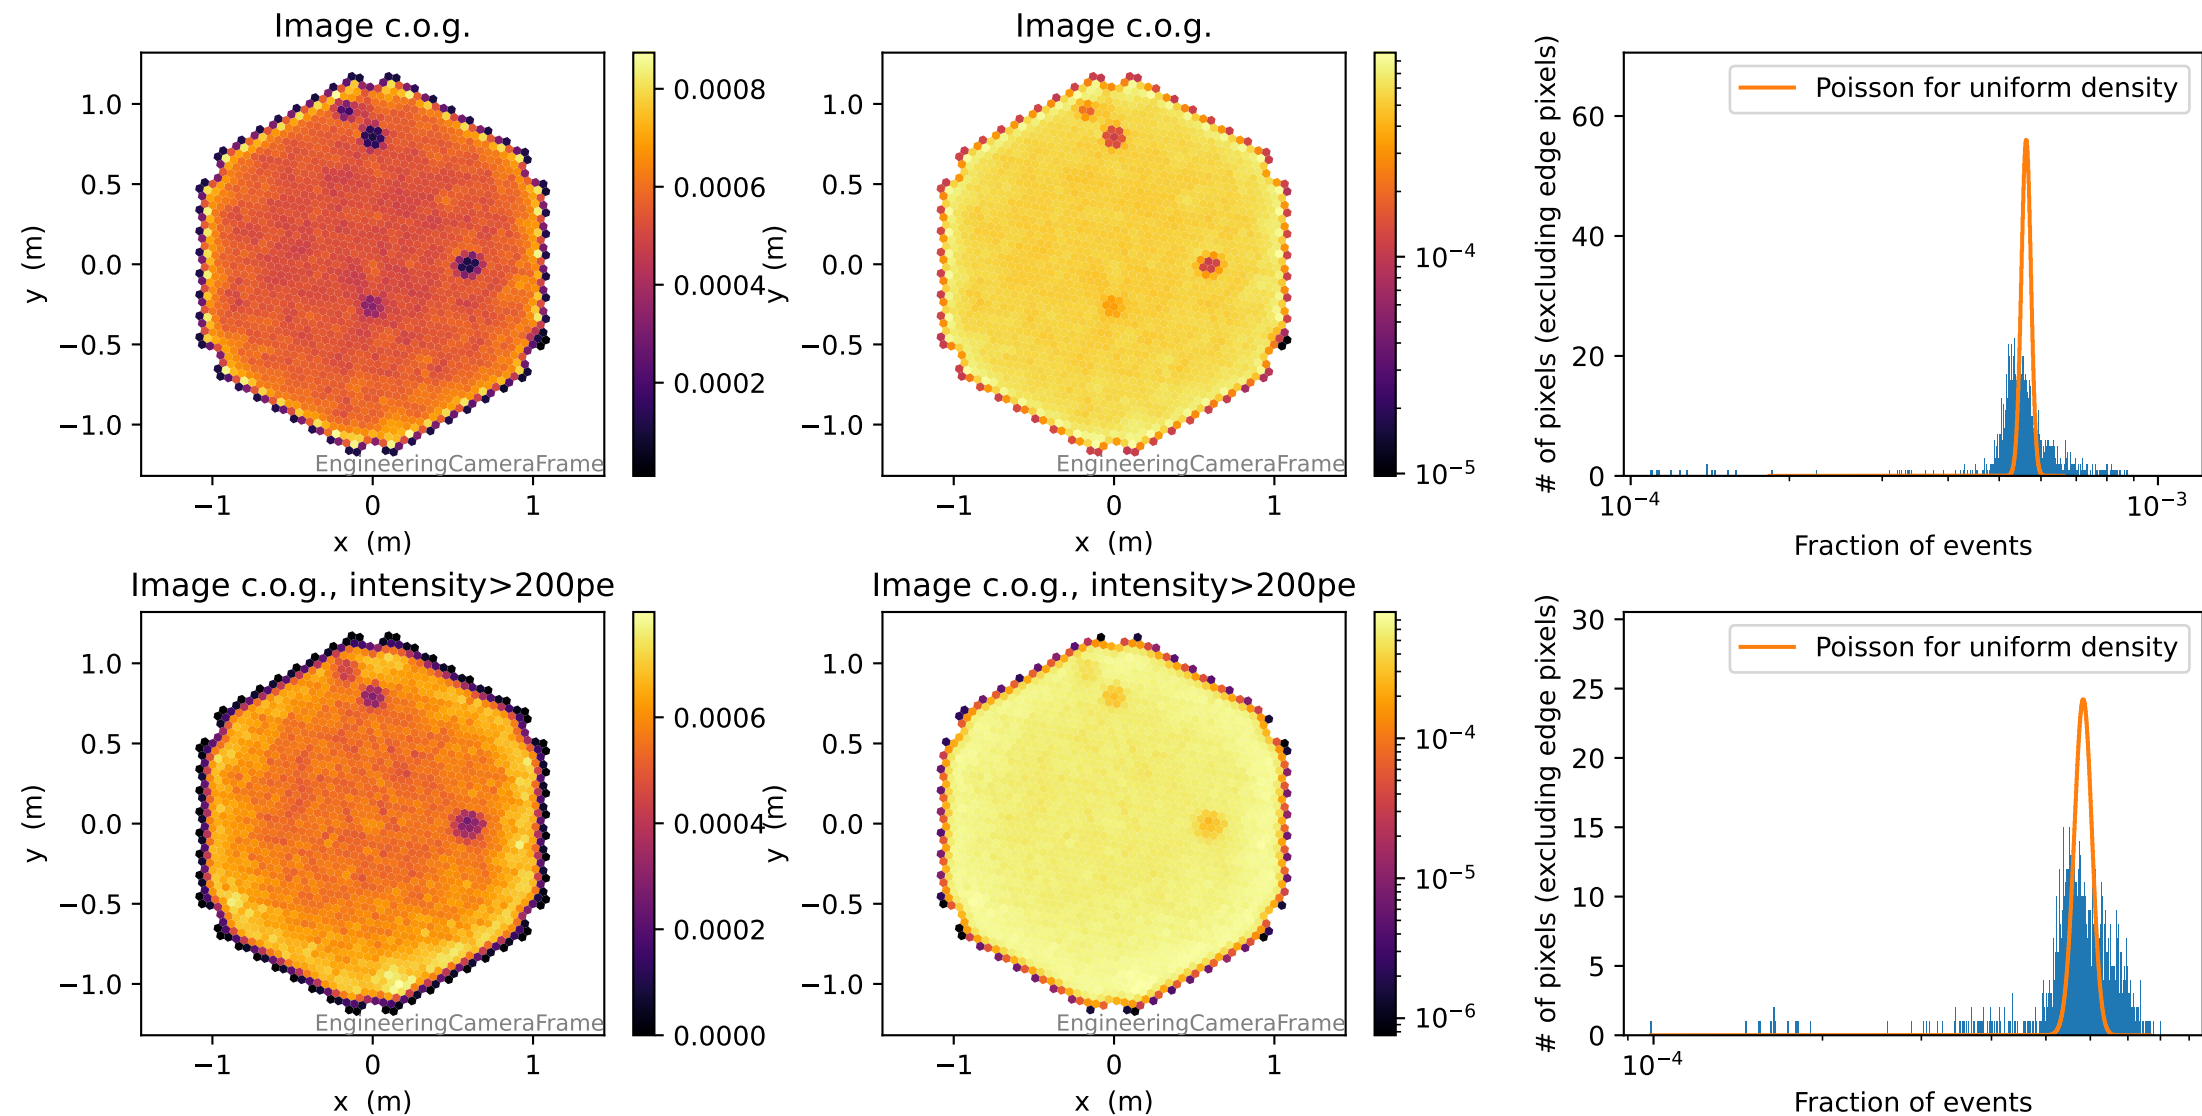 Image c.o.g.
1.0
0.5
0.0
−0.5
−1.0
y (m)
−1
0
1
x (m)
EngineeringCameraFrame
0.0008
0.0006
0.0004
0.0002
Image c.o.g.
1.0
0.5
0.0
−0.5
−1.0
y (m)
−1
0
1
x (m)
EngineeringCameraFrame
10−4
10−5
# of pixels (excluding edge pixels)
60
40
20
0
Poisson for uniform density
10−4
10−3
Fraction of events
Image c.o.g., intensity>200pe
1.0
0.5
0.0
−0.5
−1.0
y (m)
−1
0
1
x (m)
EngineeringCameraFrame
0.0006
0.0004
0.0002
0.0000
Image c.o.g., intensity>200pe
1.0
0.5
0.0
−0.5
−1.0
y (m)
−1
0
1
x (m)
EngineeringCameraFrame
10−4
10−5
10−6
# of pixels (excluding edge pixels)
30
25
20
15
10
5
0
Poisson for uniform density
10−4
Fraction of events